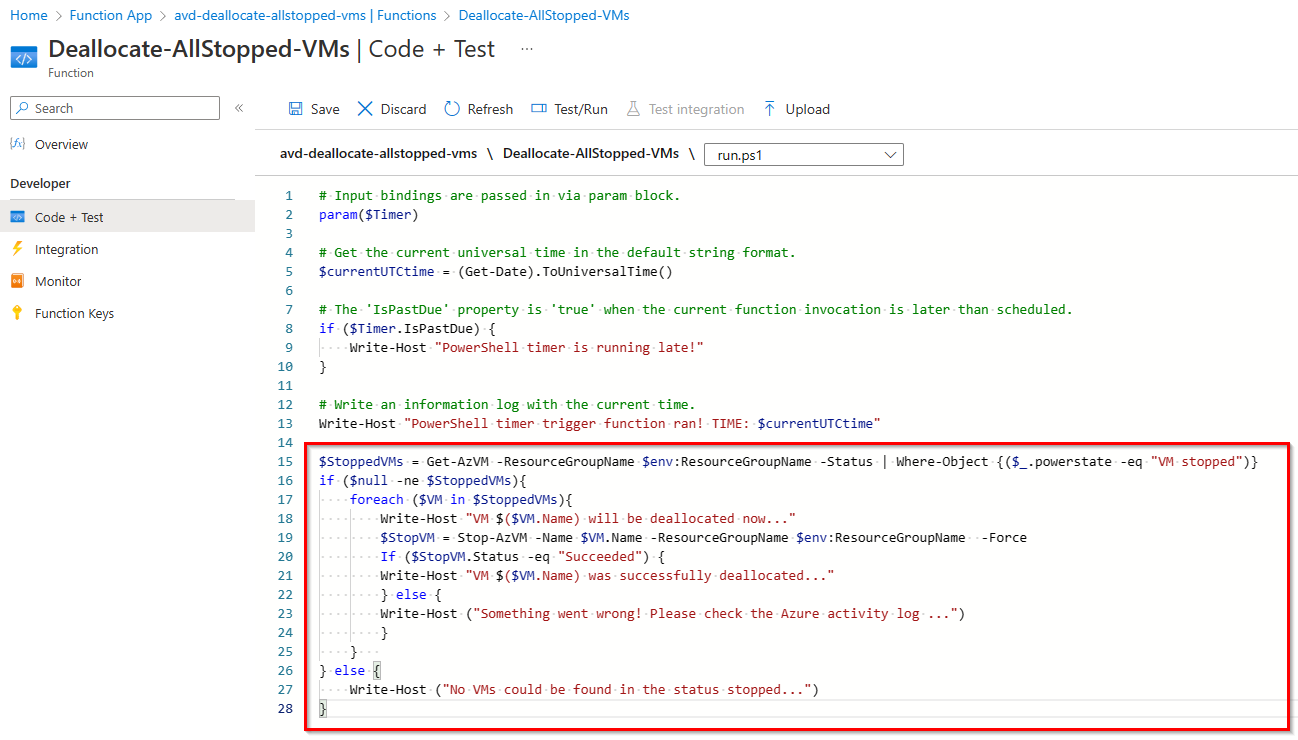 Home > Function App > avd-deallocate-allstopped-vms | Functions > Deallocate-AllStopped-VMs
Deallocate-AllStopped-VMs | Code + Test ...
Function
Search «
Overview
Developer
Code + Test
Integration
Monitor
Function Keys
Save Discard Refresh Test/Run Test integration Upload
avd-deallocate-allstopped-vms \ Deallocate-AllStopped-VMs \ run.ps1
1 # Input bindings are passed in via param block.
2 param($Timer)
3
4 # Get the current universal time in the default string format.
5 $currentUTCtime = (Get-Date).ToUniversalTime()
6
7 # The 'IsPastDue' property is 'true' when the current function invocation is later than scheduled.
8 if ($Timer.IsPastDue) {
9     Write-Host "PowerShell timer is running late!"
10 }
11
12 # Write an information log with the current time.
13 Write-Host "PowerShell timer trigger function ran! TIME: $currentUTCtime"
14
15 $StoppedVMs = Get-AzVM -ResourceGroupName $env:ResourceGroupName -Status | Where-Object {($_.powerstate -eq "VM stopped")}
16 if ($null -ne $StoppedVMs){
17     foreach ($VM in $StoppedVMs){
18         Write-Host "VM $($VM.Name) will be deallocated now..."
19         $StopVM = Stop-AzVM -Name $VM.Name -ResourceGroupName $env:ResourceGroupName  -Force
20         If ($StopVM.Status -eq "Succeeded") {
21         Write-Host "VM $($VM.Name) was successfully deallocated..."
22         } else {
23         Write-Host ("Something went wrong! Please check the Azure activity log ...")
24         }
25     }
26 } else {
27     Write-Host ("No VMs could be found in the status stopped...")
28 }